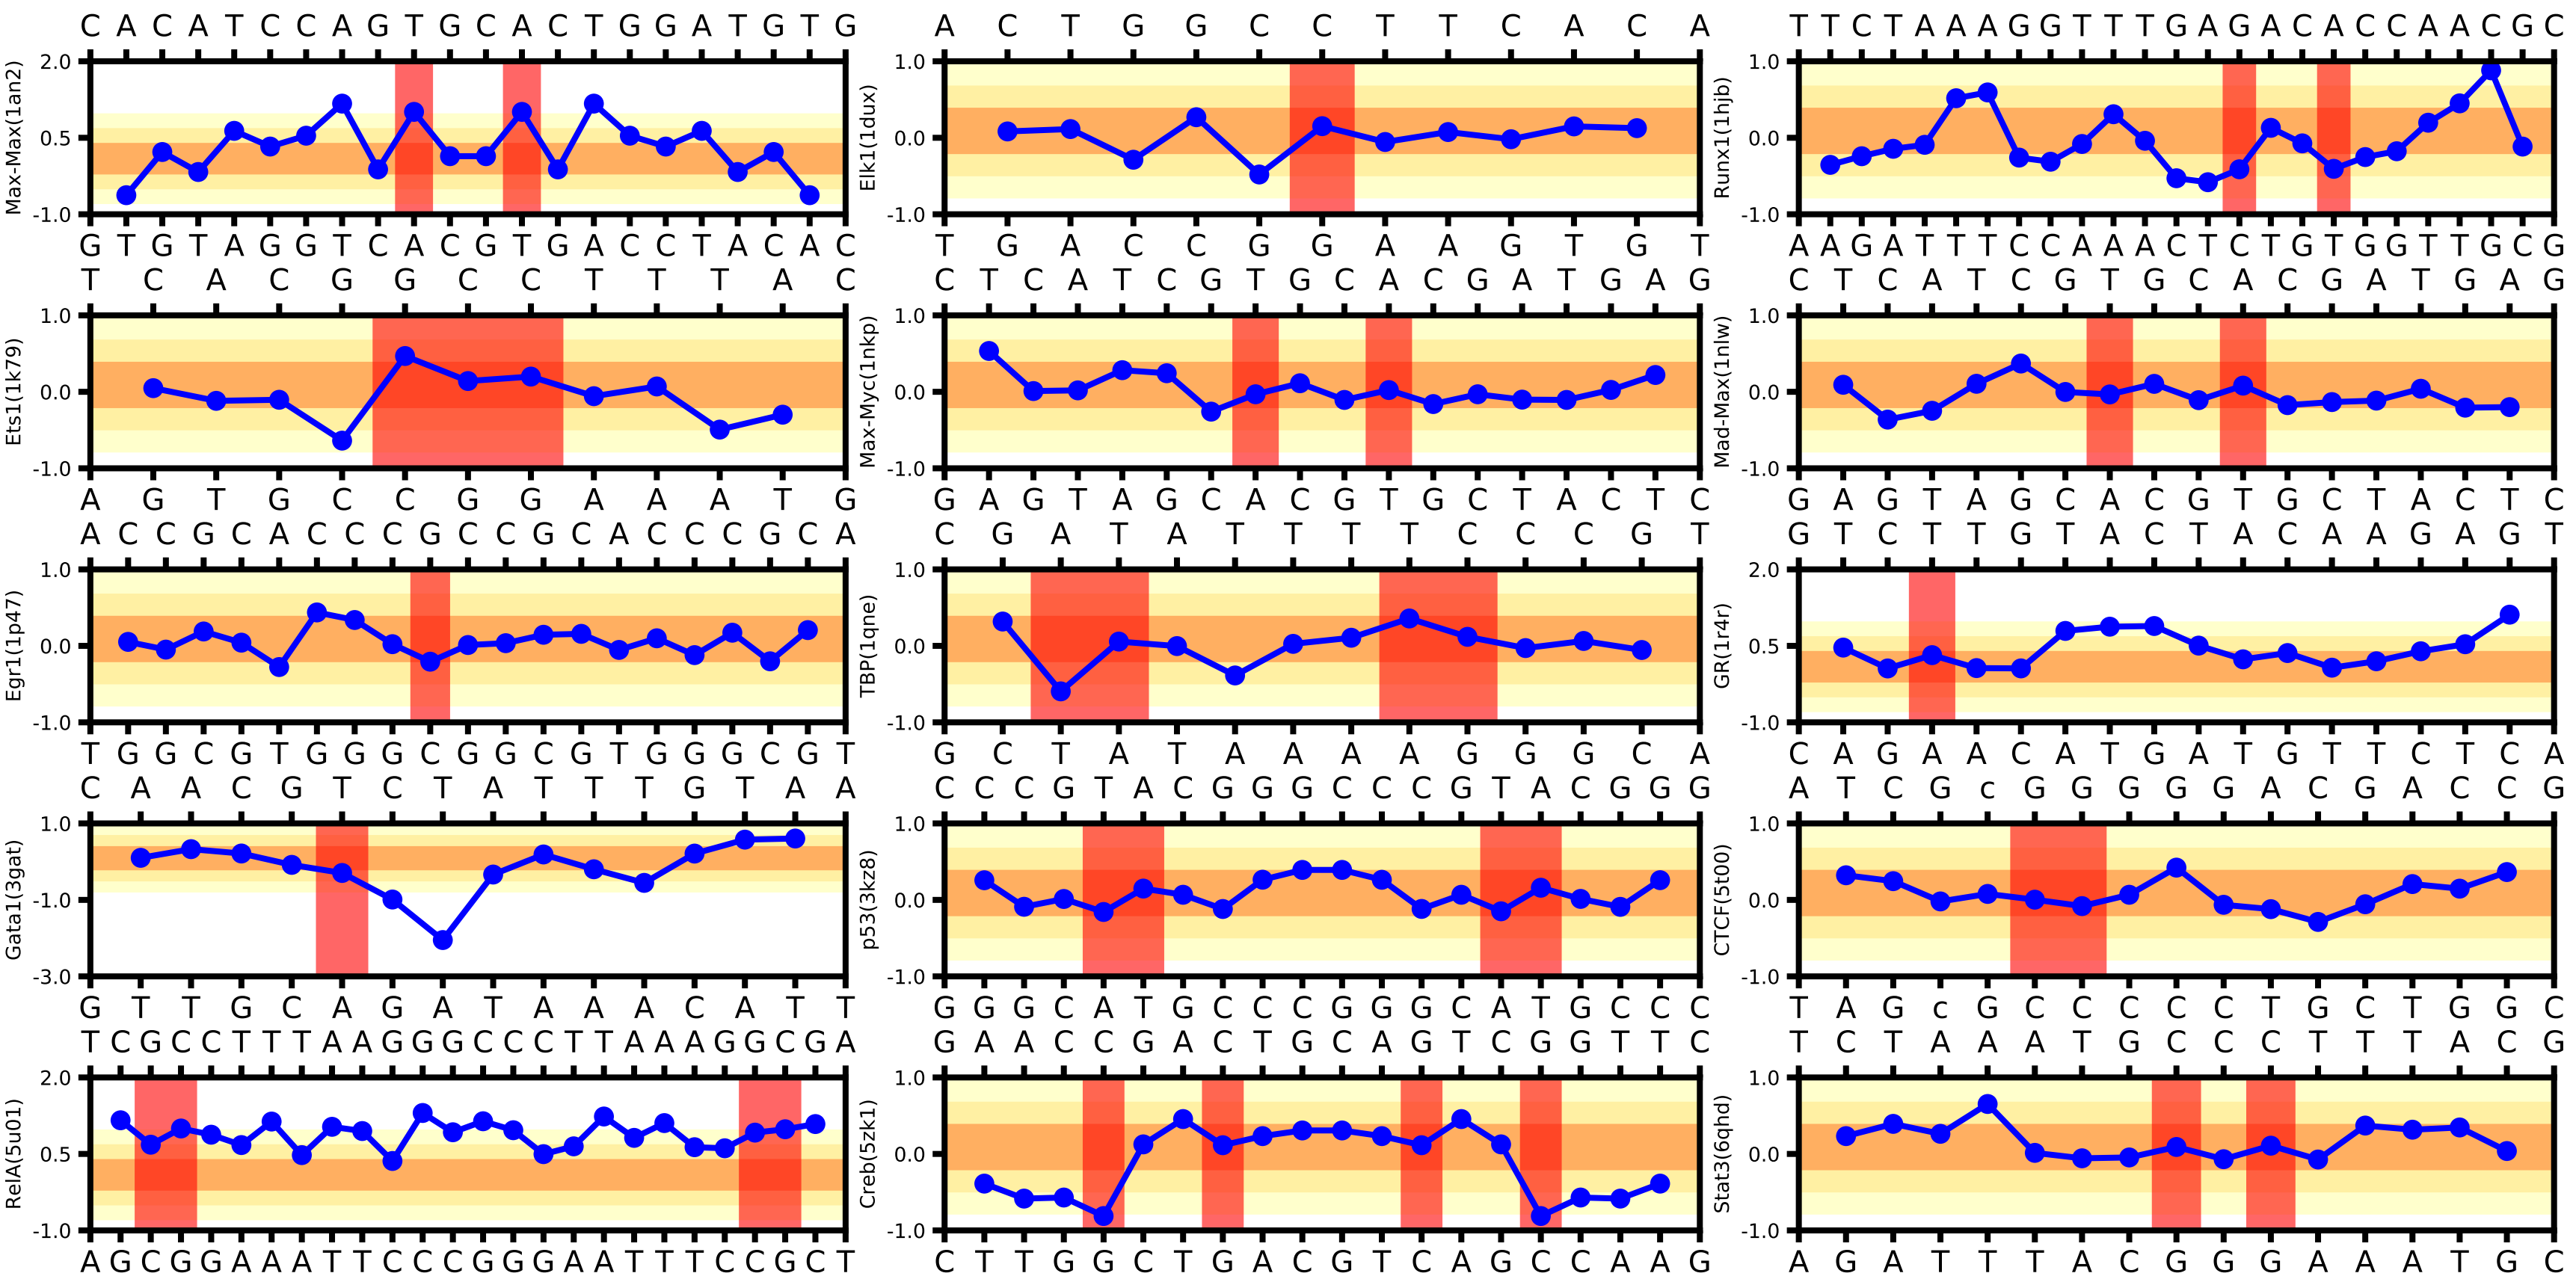 C A C A T C C A G T G C A C T G G A T G T G
Max-Max(1an2)
2.0
0.5
-1.0
G T G T A G G T C A C G T G A C C T A C A C
A C T G G C C T T C A C A
Elk1(1dux)
1.0
0.0
-1.0
T G A C C G G A A G T G T
T T C T A A A G G T T T G A G A C A C C A A C G C
Runx1(1hjb)
1.0
0.0
-1.0
A A G A T T T C C A A A C T C T G T G G T T G C G
T C A C G G C C T T T A C
Ets1(1k79)
1.0
0.0
-1.0
A G T G C C G G A A A T G
C T C A T C G T G C A C G A T G A G
Max-Myc(1nkp)
1.0
0.0
-1.0
G A G T A G C A C G T G C T A C T C
C T C A T C G T G C A C G A T G A G
Mad-Max(1nlw)
1.0
0.0
-1.0
G A G T A G C A C G T G C T A C T C
A C C G C A C C C G C C G C A C C C G C A
Egr1(1p47)
1.0
0.0
-1.0
T G G C G T G G G C G G C G T G G G C G T
C G A T A T T T T C C C G T
TBP(1qne)
1.0
0.0
-1.0
G C T A T A A A A G G G C A
G T C T T G T A C T A C A A G A G T
GR(1r4r)
2.0
0.5
-1.0
C A G A A C A T G A T G T T C T C A
C A A C G T C T A T T T G T A A
Gata1(3gat)
1.0
-1.0
-3.0
G T T G C A G A T A A A C A T T
C C C G T A C G G G C C C G T A C G G G
p53(3kz8)
1.0
0.0
-1.0
G G G C A T G C C C G G G C A T G C C C
A T C G c G G G G G A C G A C C G
CTCF(5t00)
1.0
0.0
-1.0
T A G c G C C C C C T G C T G G C
T C G C C T T T A A G G G C C C T T A A A G G C G A
RelA(5u01)
2.0
0.5
-1.0
A G C G G A A A T T C C C G G G A A T T T C C G C T
G A A C C G A C T G C A G T C G G T T C
Creb(5zk1)
1.0
0.0
-1.0
C T T G G C T G A C G T C A G C C A A G
T C T A A A T G C C C T T T A C G
Stat3(6qhd)
1.0
0.0
-1.0
A G A T T T A C G G G A A A T G C